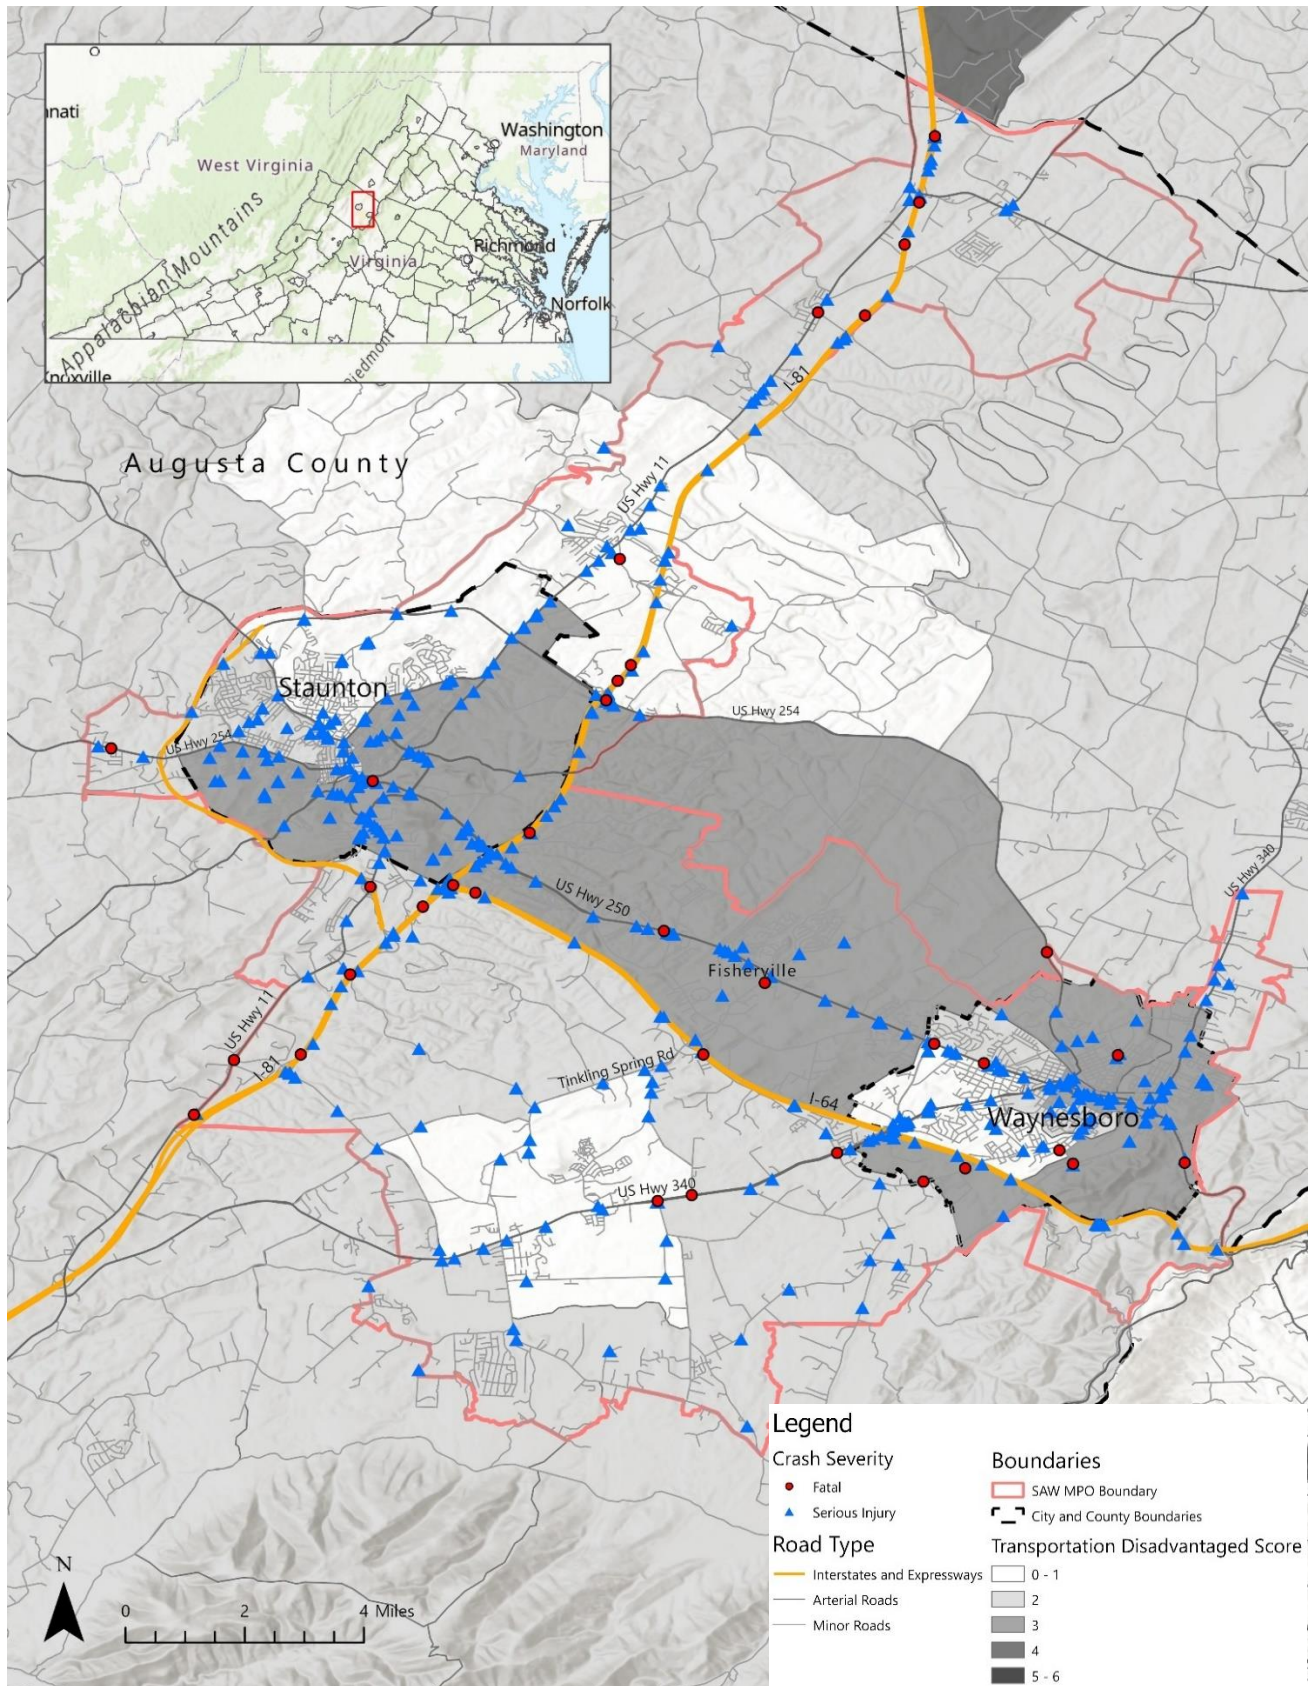 nnati
Washington
Maryland
West Virginia
Appalachian Mountains
Richmond
Virginia
Norfolk
Piedmont
Knoxville
I-81
Augusta County
US Hwy 11
Staunton
US Hwy 254
US Hwy 254
US Hwy 340
US Hwy 250
Fisherville
US Hwy 11
I-81
Tinkling Spring Rd
I-64
Waynesboro
US Hwy 340
Legend
Crash Severity
Fatal
Serious Injury
Road Type
Interstates and Expressways
Arterial Roads
Minor Roads
Boundaries
SAW MPO Boundary
City and County Boundaries
Transportation Disadvantaged Score
0 - 1
2
3
4
5 - 6
N
0 2 4 Miles